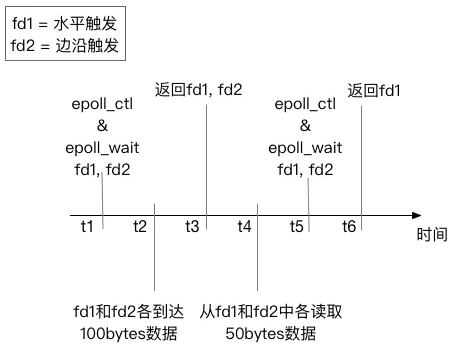 fd1 = 水平触发
fd2 = 边沿触发
返回fd1, fd2
返回fd1
epoll_ctl
&
epoll_wait
fd1, fd2
epoll_ctl
&
epoll_wait
fd1, fd2
t1
t2
t3
t4
t5
t6
时间
fd1和fd2各到达
100bytes数据
从fd1和fd2中各读取
50bytes数据